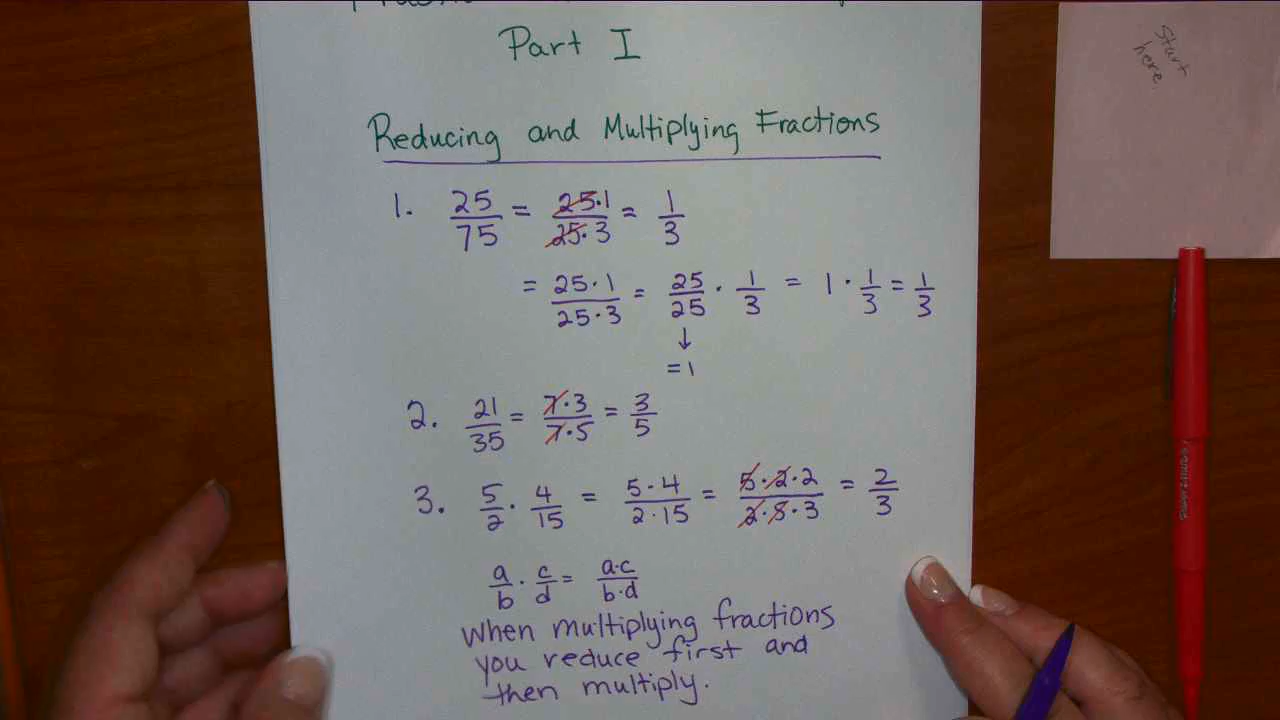 Part I
Reducing and Multiplying Fractions
1. 25/75 = 25·1/25·3 = 1/3
= 25·1/25·3 = 25/25 · 1/3 = 1 · 1/3 = 1/3
↓
=1
2. 21/35 = 7·3/7·5 = 3/5
3. 5/2 · 4/15 = 5·4/2·15 = 5·2·2/2·5·3 = 2/3
a/b · c/d = a·c/b·d
When multiplying fractions
you reduce first and
then multiply.
Start
here